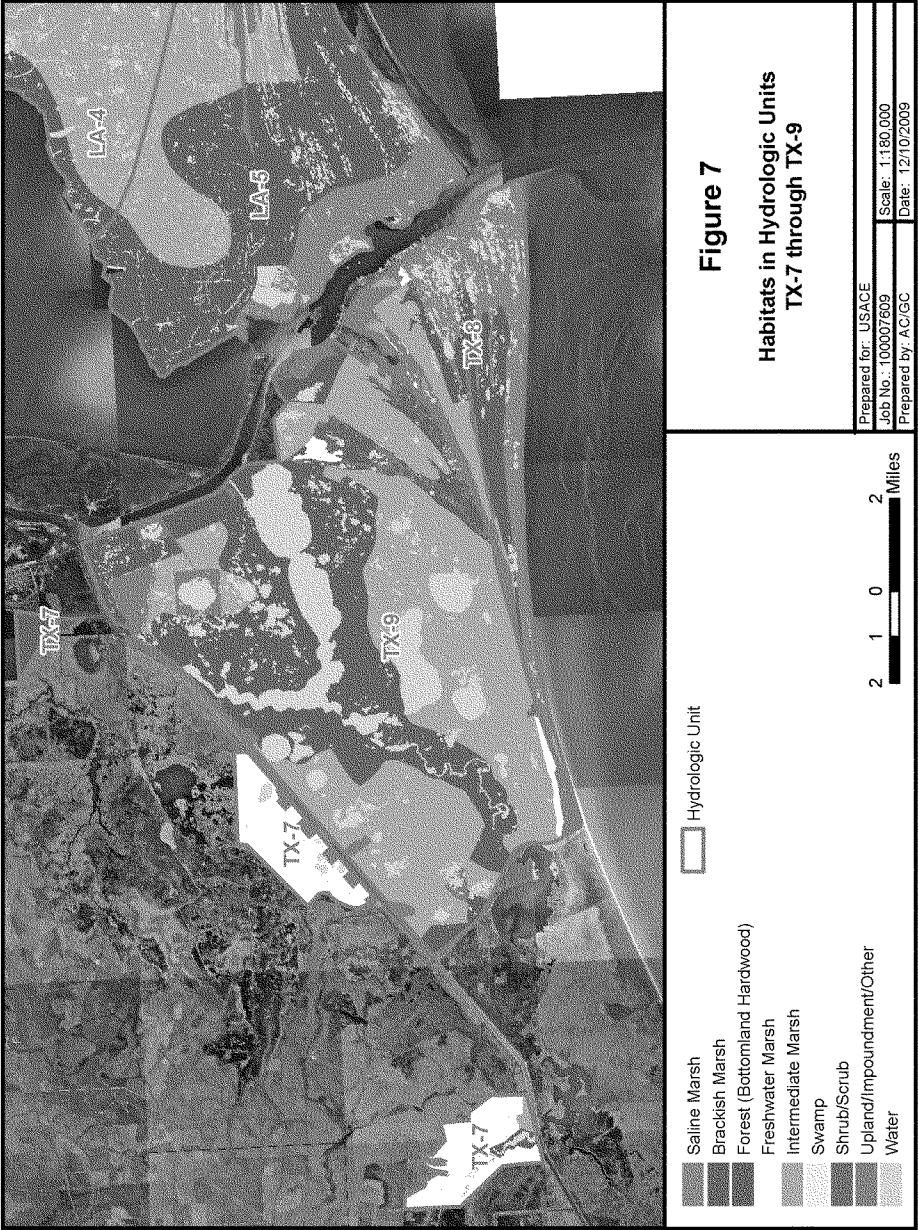 LA-4
LA-5
TX-7
TX-8
TX-9
TX-7
TX-7
Saline Marsh
Brackish Marsh
Forest (Bottomland Hardwood)
Freshwater Marsh
Intermediate Marsh
Swamp
Shrub/Scrub
Upland/Impoundment/Other
Water
Hydrologic Unit
2 1 0 2
Miles
Figure 7
Habitats in Hydrologic Units
TX-7 through TX-9
Prepared for: USACE
Job No.: 100007609
Scale: 1:180,000
Prepared by: AC/GC
Date: 12/10/2009